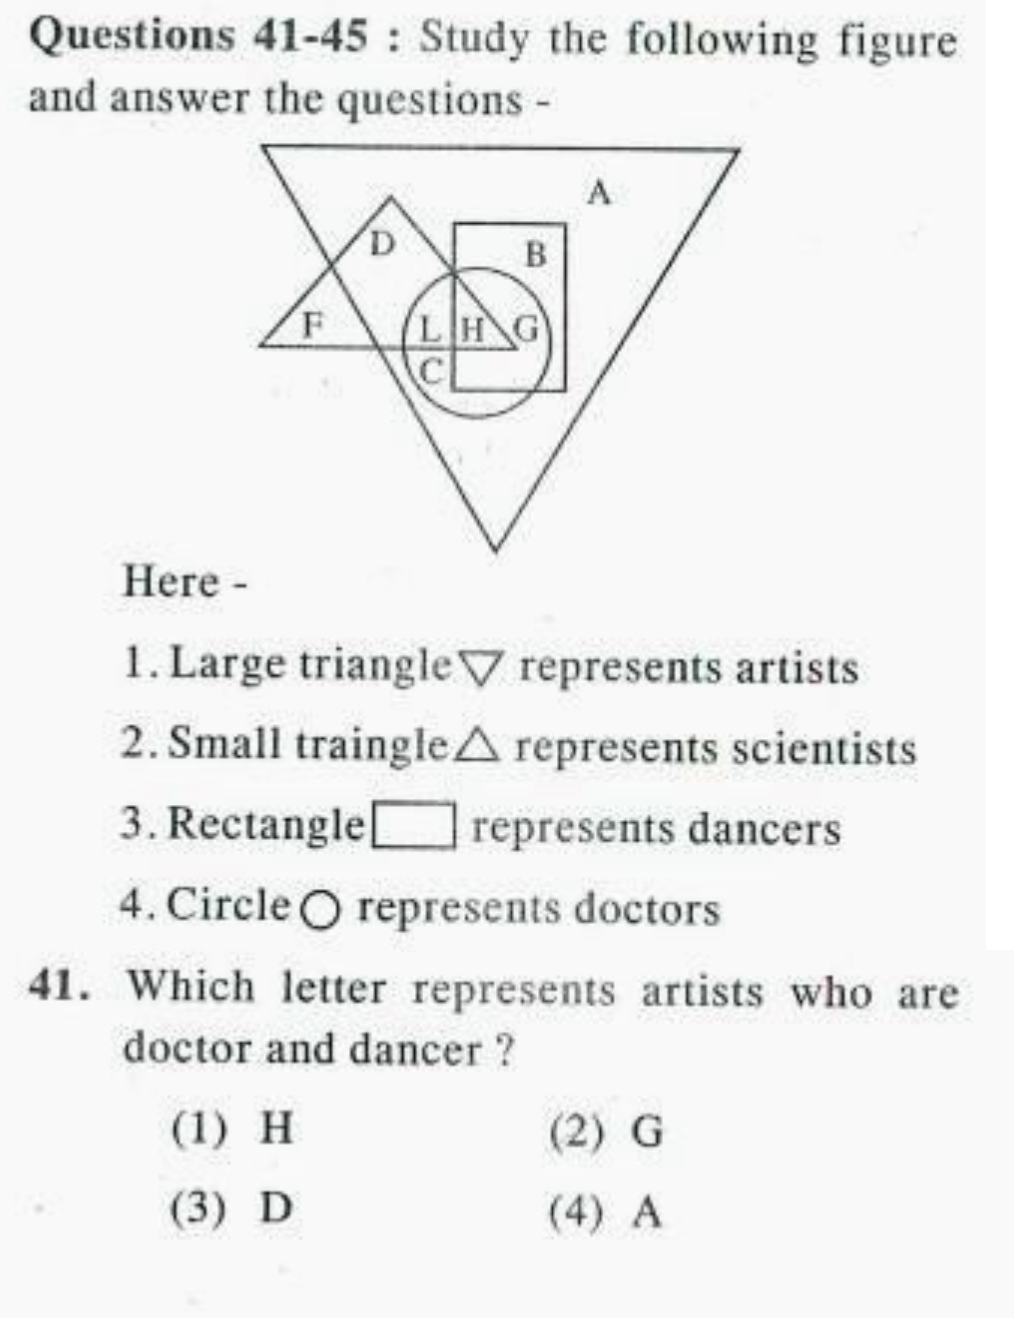 Questions 41-45 : Study the following figure
and answer the questions -
A
D
B
F
L H G
C
Here -
1. Large triangle ▽ represents artists
2. Small traingle △ represents scientists
3. Rectangle represents dancers
4. Circle represents doctors
41. Which letter represents artists who are
doctor and dancer ?
(1) H (2) G
(3) D (4) A